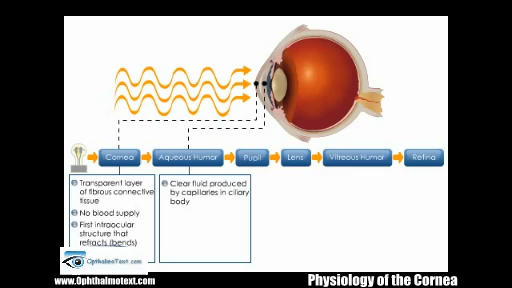 Cornea
Aqueous Humor
Pupil
Lens
Vitreous Humor
Retina
Transparent layer
of fibrous connective
tissue
No blood supply
First intraocular
structure that
refracts (bends)
Clear fluid produced
by capillaries in ciliary
body
OphthalmoText.com
www.Ophthalmotext.com
Physiology of the Cornea